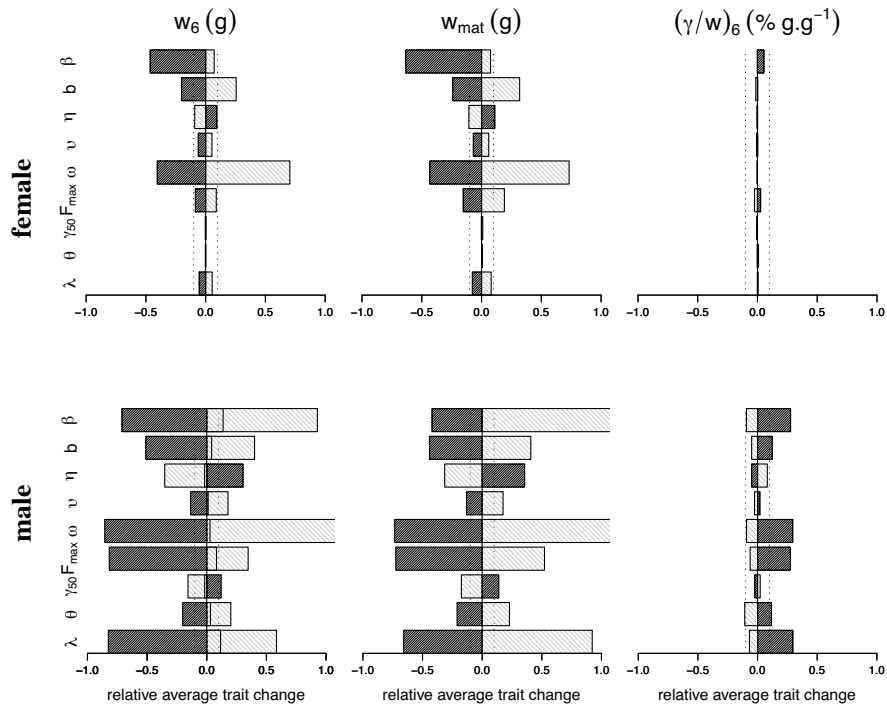 w6 (g) wmat (g) (γ/w)6 (% g.g−1)
female
β
b
η
υ
ω
Fmax
γ50
θ
λ
−1.0 −0.5 0.0 0.5 1.0 −1.0 −0.5 0.0 0.5 1.0 −1.0 −0.5 0.0 0.5 1.0
male
β
b
η
υ
ω
Fmax
γ50
θ
λ
−1.0 −0.5 0.0 0.5 1.0 −1.0 −0.5 0.0 0.5 1.0 −1.0 −0.5 0.0 0.5 1.0
relative average trait change relative average trait change relative average trait change